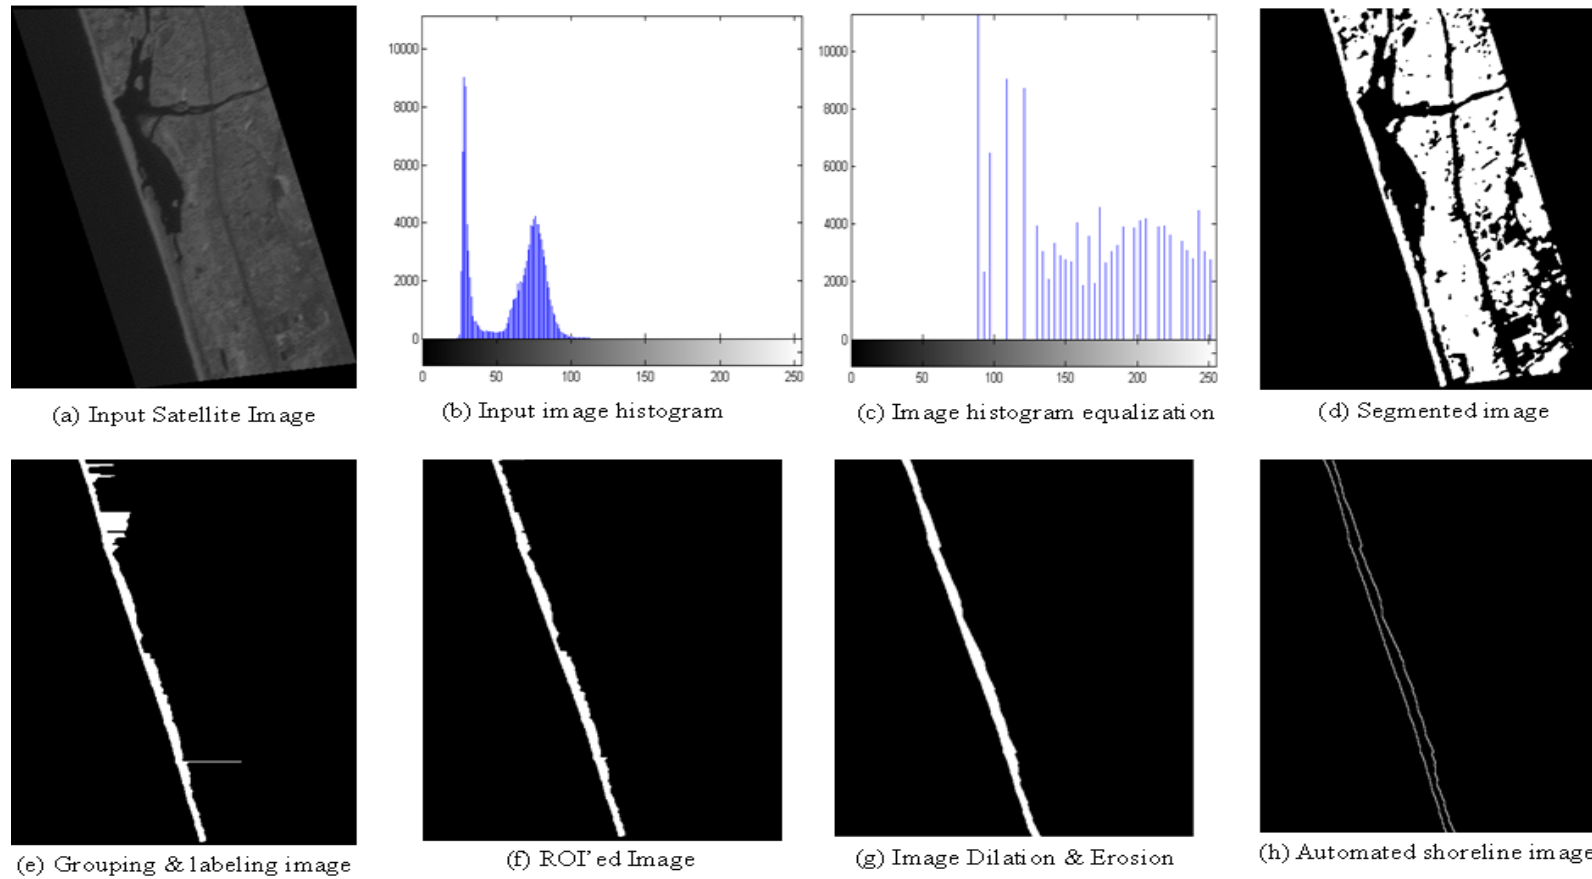 10000
8000
6000
4000
2000
0
0 50 100 150 200 250
10000
8000
6000
4000
2000
0
0 50 100 150 200 250
(a) Input Satellite Image
(b) Input image histogram
(c) Image histogram equalization
(d) Segmented image
(e) Grouping & labeling image
(f) ROI'ed Image
(g) Image Dilation & Erosion
(h) Automated shoreline image